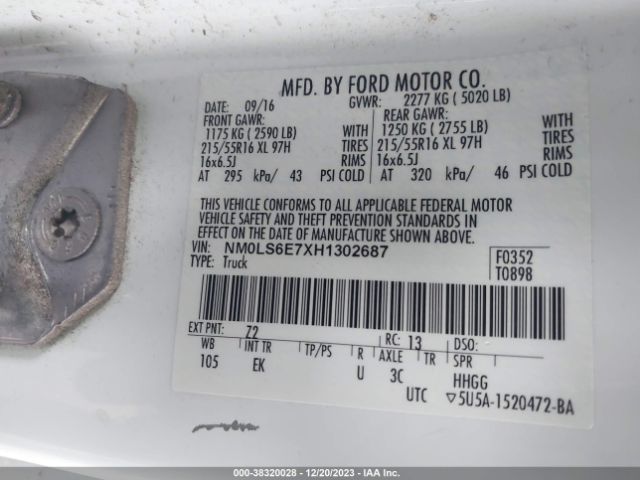 MFD. BY FORD MOTOR CO.
DATE: 09/16 GVWR: 2277 KG ( 5020 LB)
FRONT GAWR: REAR GAWR:
1175 KG ( 2590 LB) WITH 1250 KG ( 2755 LB) WITH
215/55R16 XL 97H TIRES 215/55R16 XL 97H TIRES
16x6.5J RIMS 16x6.5J RIMS
AT 295 kPa/ 43 PSI COLD AT 320 kPa/ 46 PSI COLD
THIS VEHICLE CONFORMS TO ALL APPLICABLE FEDERAL MOTOR
VEHICLE SAFETY AND THEFT PREVENTION STANDARDS IN
EFFECT ON THE DATE OF MANUFACTURE SHOWN ABOVE.
VIN: NM0LS6E7XH1302687 F0352
TYPE: Truck T0898
EXT PNT: Z2 RC: 13 DSO:
WB INT TR TP/PS R AXLE TR SPR
105 EK U 3C HHGG
UTC ▽5U5A-1520472-BA
000-38320028 - 12/20/2023 - IAA Inc.